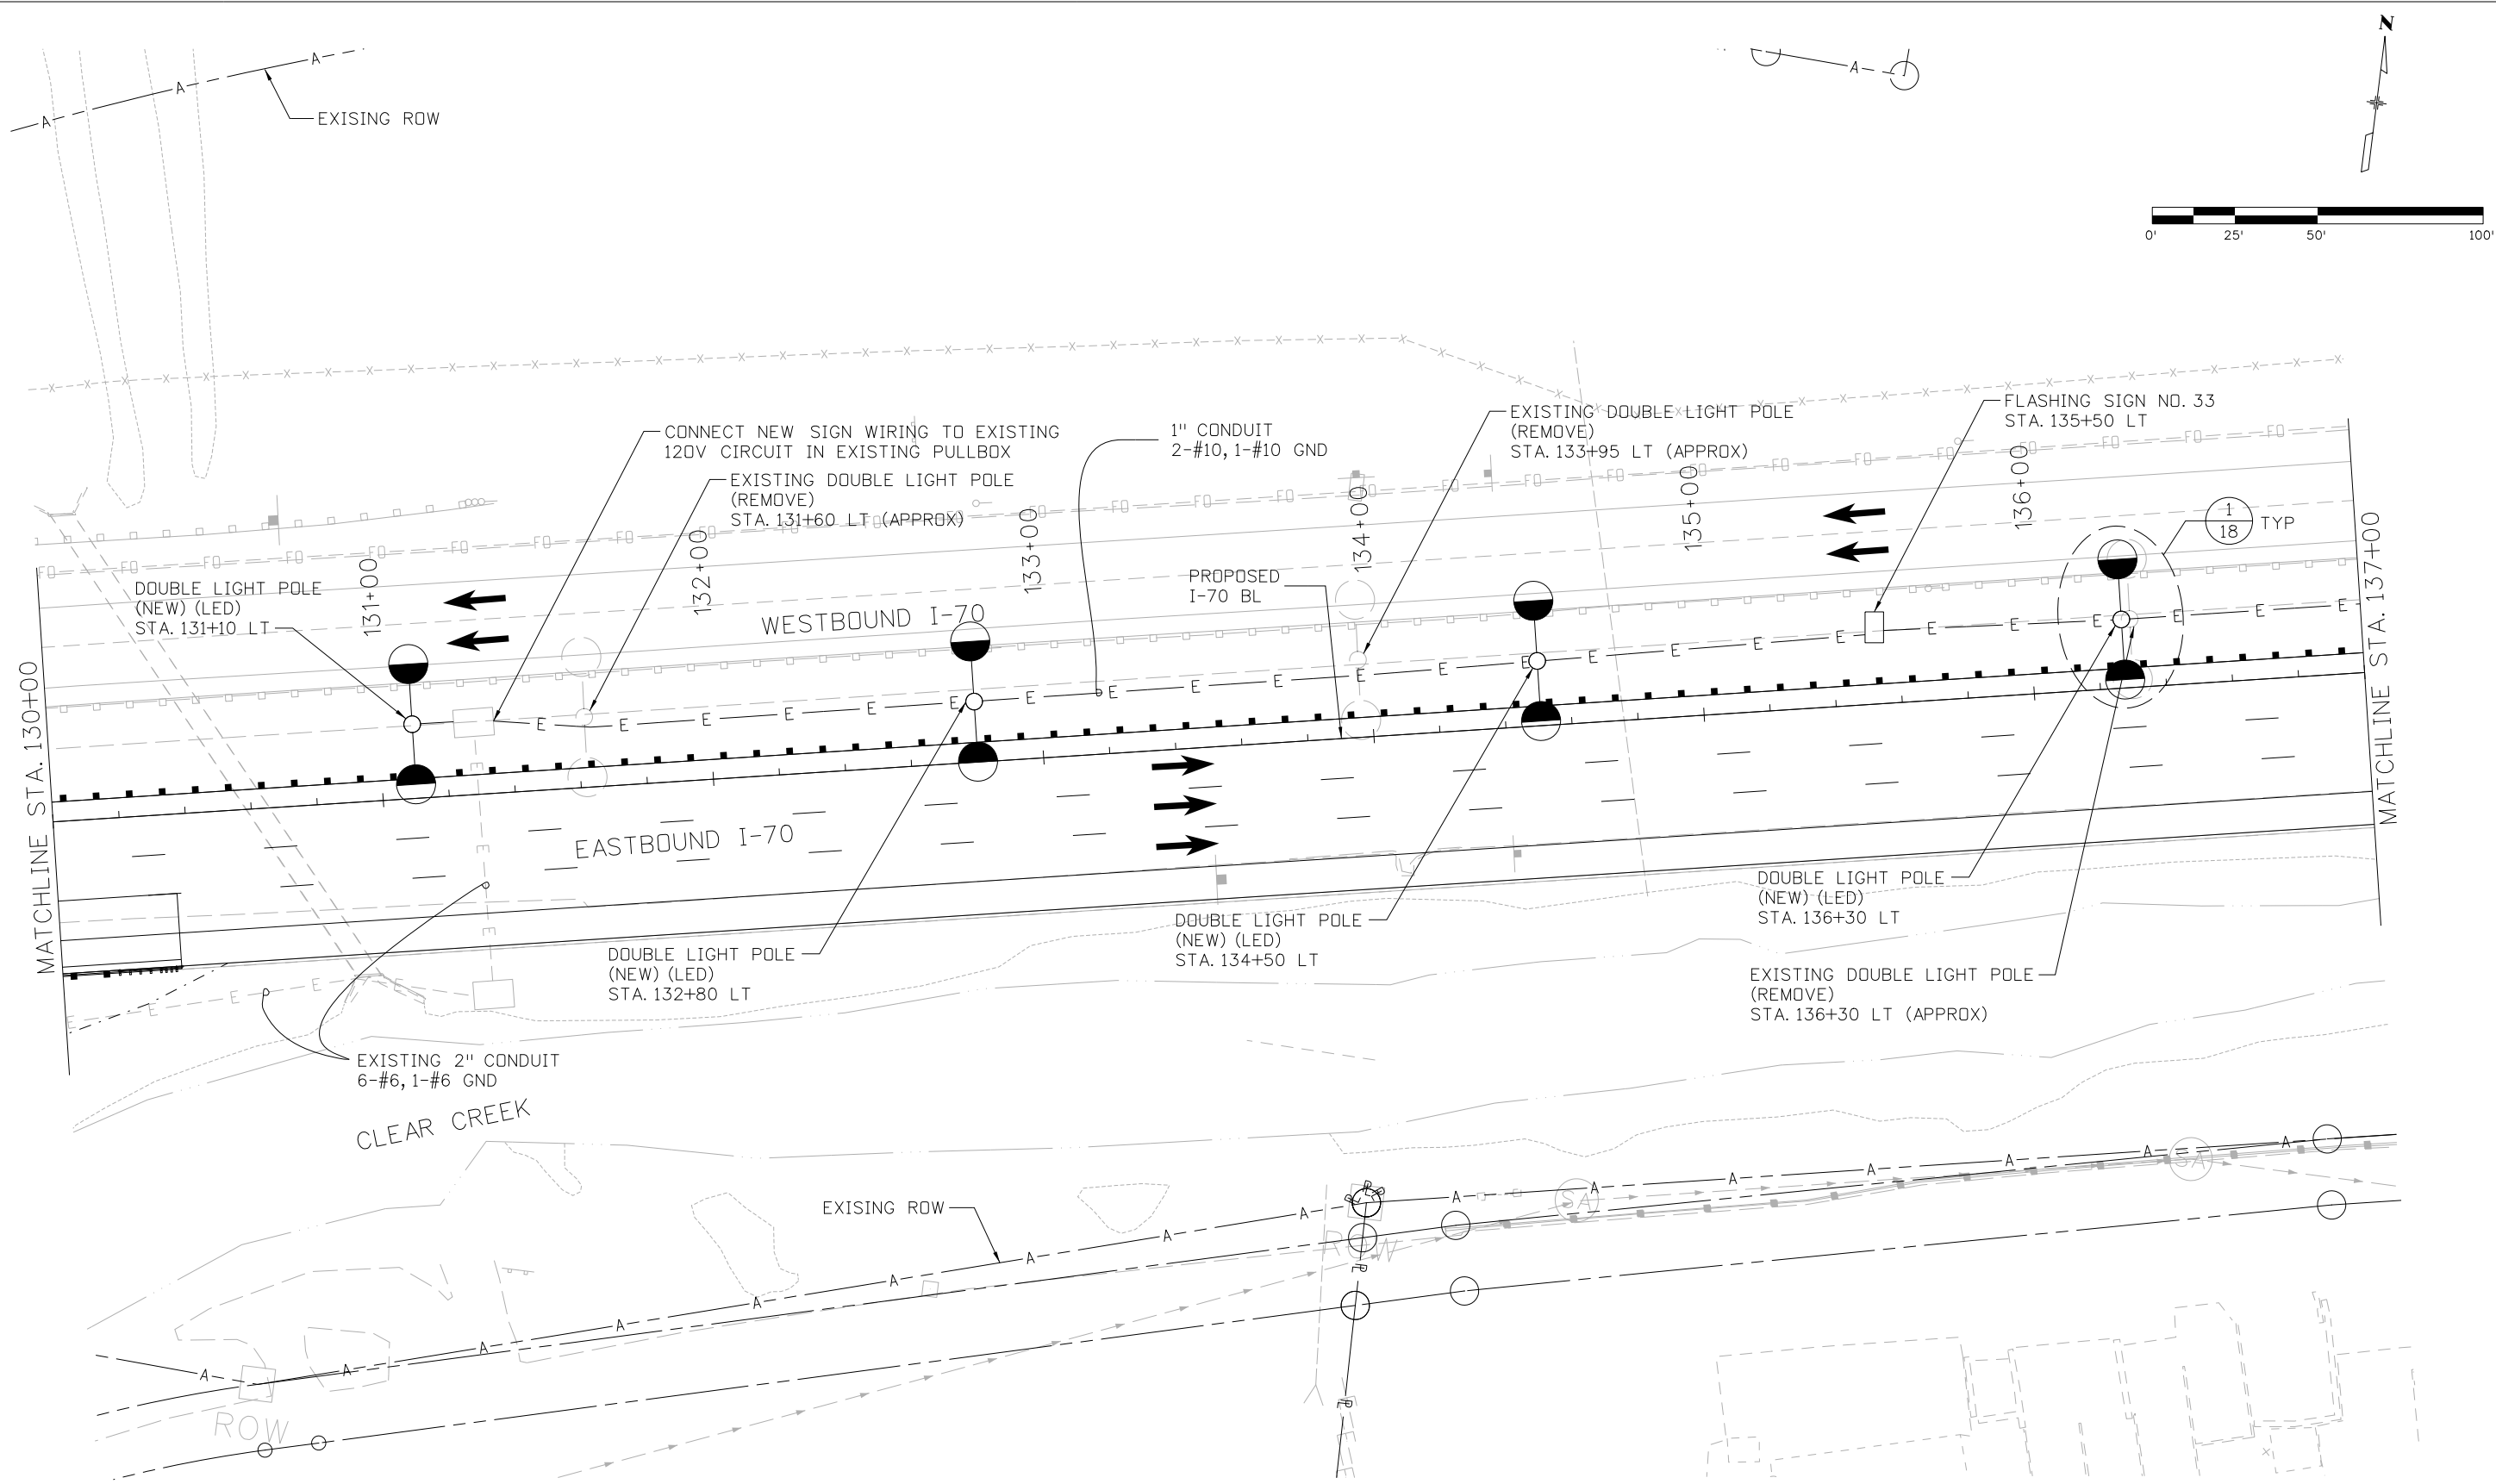 N
0' 25' 50' 100'
A
A
A
A
EXISING ROW
CONNECT NEW SIGN WIRING TO EXISTING
120V CIRCUIT IN EXISTING PULLBOX
1" CONDUIT
2-#10, 1-#10 GND
EXISTING DOUBLE LIGHT POLE
(REMOVE)
STA. 133+95 LT (APPROX)
FLASHING SIGN NO. 33
STA. 135+50 LT
EXISTING DOUBLE LIGHT POLE
(REMOVE)
STA. 131+60 LT (APPROX)
1
18
TYP
131+00
132+00
133+00
134+00
135+00
136+00
DOUBLE LIGHT POLE
(NEW) (LED)
STA. 131+10 LT
PROPOSED
I-70 BL
WESTBOUND I-70
EASTBOUND I-70
MATCHLINE STA. 130+00
MATCHLINE STA. 137+00
DOUBLE LIGHT POLE
(NEW) (LED)
STA. 132+80 LT
DOUBLE LIGHT POLE
(NEW) (LED)
STA. 134+50 LT
DOUBLE LIGHT POLE
(NEW) (LED)
STA. 136+30 LT
EXISTING DOUBLE LIGHT POLE
(REMOVE)
STA. 136+30 LT (APPROX)
EXISTING 2" CONDUIT
6-#6, 1-#6 GND
CLEAR CREEK
EXISING ROW
ROW
ROW
SA
SA